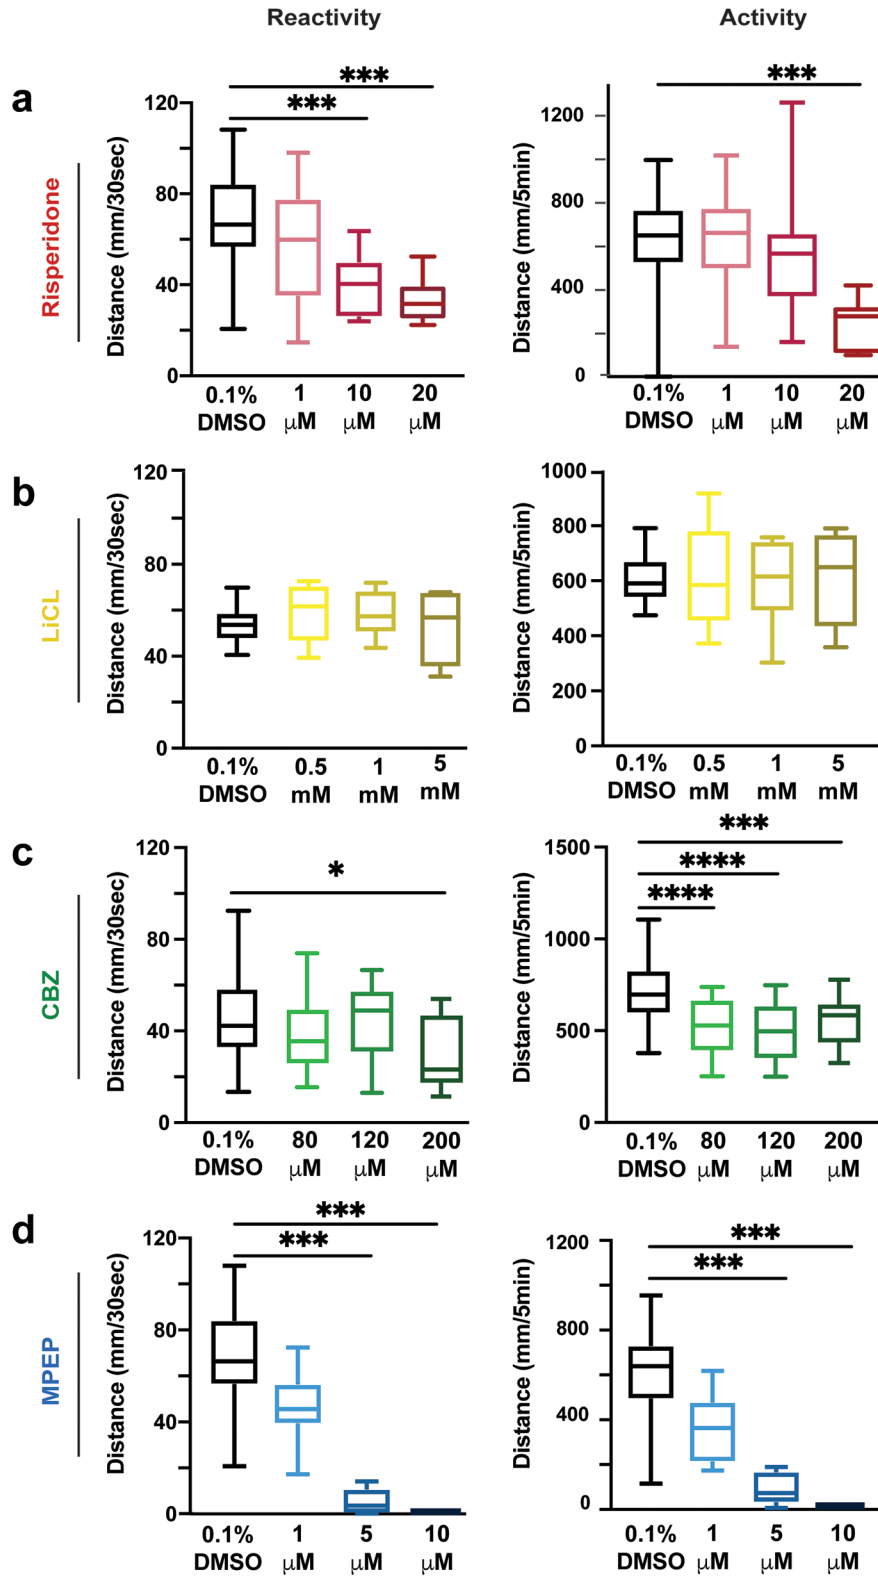 Reactivity
Activity
a
Risperidone
Distance (mm/30sec)
120
80
40
0
***
***
0.1% DMSO
1 µM
10 µM
20 µM
Distance (mm/5min)
1200
800
400
0
***
0.1% DMSO
1 µM
10 µM
20 µM
b
LiCL
Distance (mm/30sec)
120
80
40
0
0.1% DMSO
0.5 mM
1 mM
5 mM
Distance (mm/5min)
1000
800
600
400
200
0
0.1% DMSO
0.5 mM
1 mM
5 mM
c
CBZ
Distance (mm/30sec)
120
80
40
0
*
0.1% DMSO
80 µM
120 µM
200 µM
Distance (mm/5min)
1500
1000
500
0
***
****
****
0.1% DMSO
80 µM
120 µM
200 µM
d
MPEP
Distance (mm/30sec)
120
80
40
0
***
***
0.1% DMSO
1 µM
5 µM
10 µM
Distance (mm/5min)
1200
800
400
0
***
***
0.1% DMSO
1 µM
5 µM
10 µM